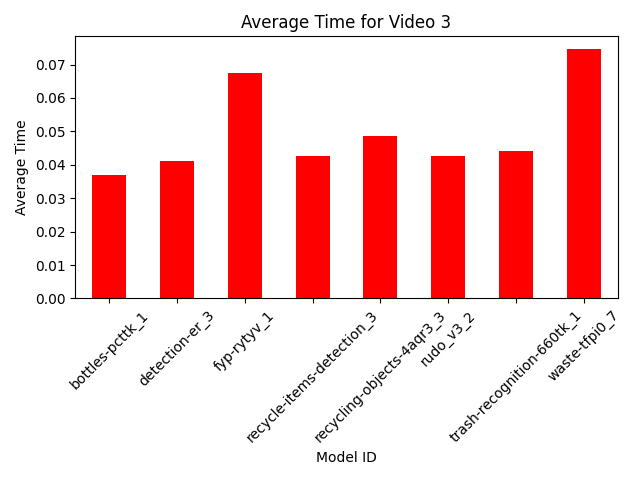 Average Time for Video 3
Average Time
0.07
0.06
0.05
0.04
0.03
0.02
0.01
0.00
bottles-pcttk_1
detection-er_3
fyp-rytyv_1
recycle-items-detection_3
recycling-objects-4aqr3_3
rudo_v3_2
trash-recognition-660tk_1
waste-tfpi0_7
Model ID